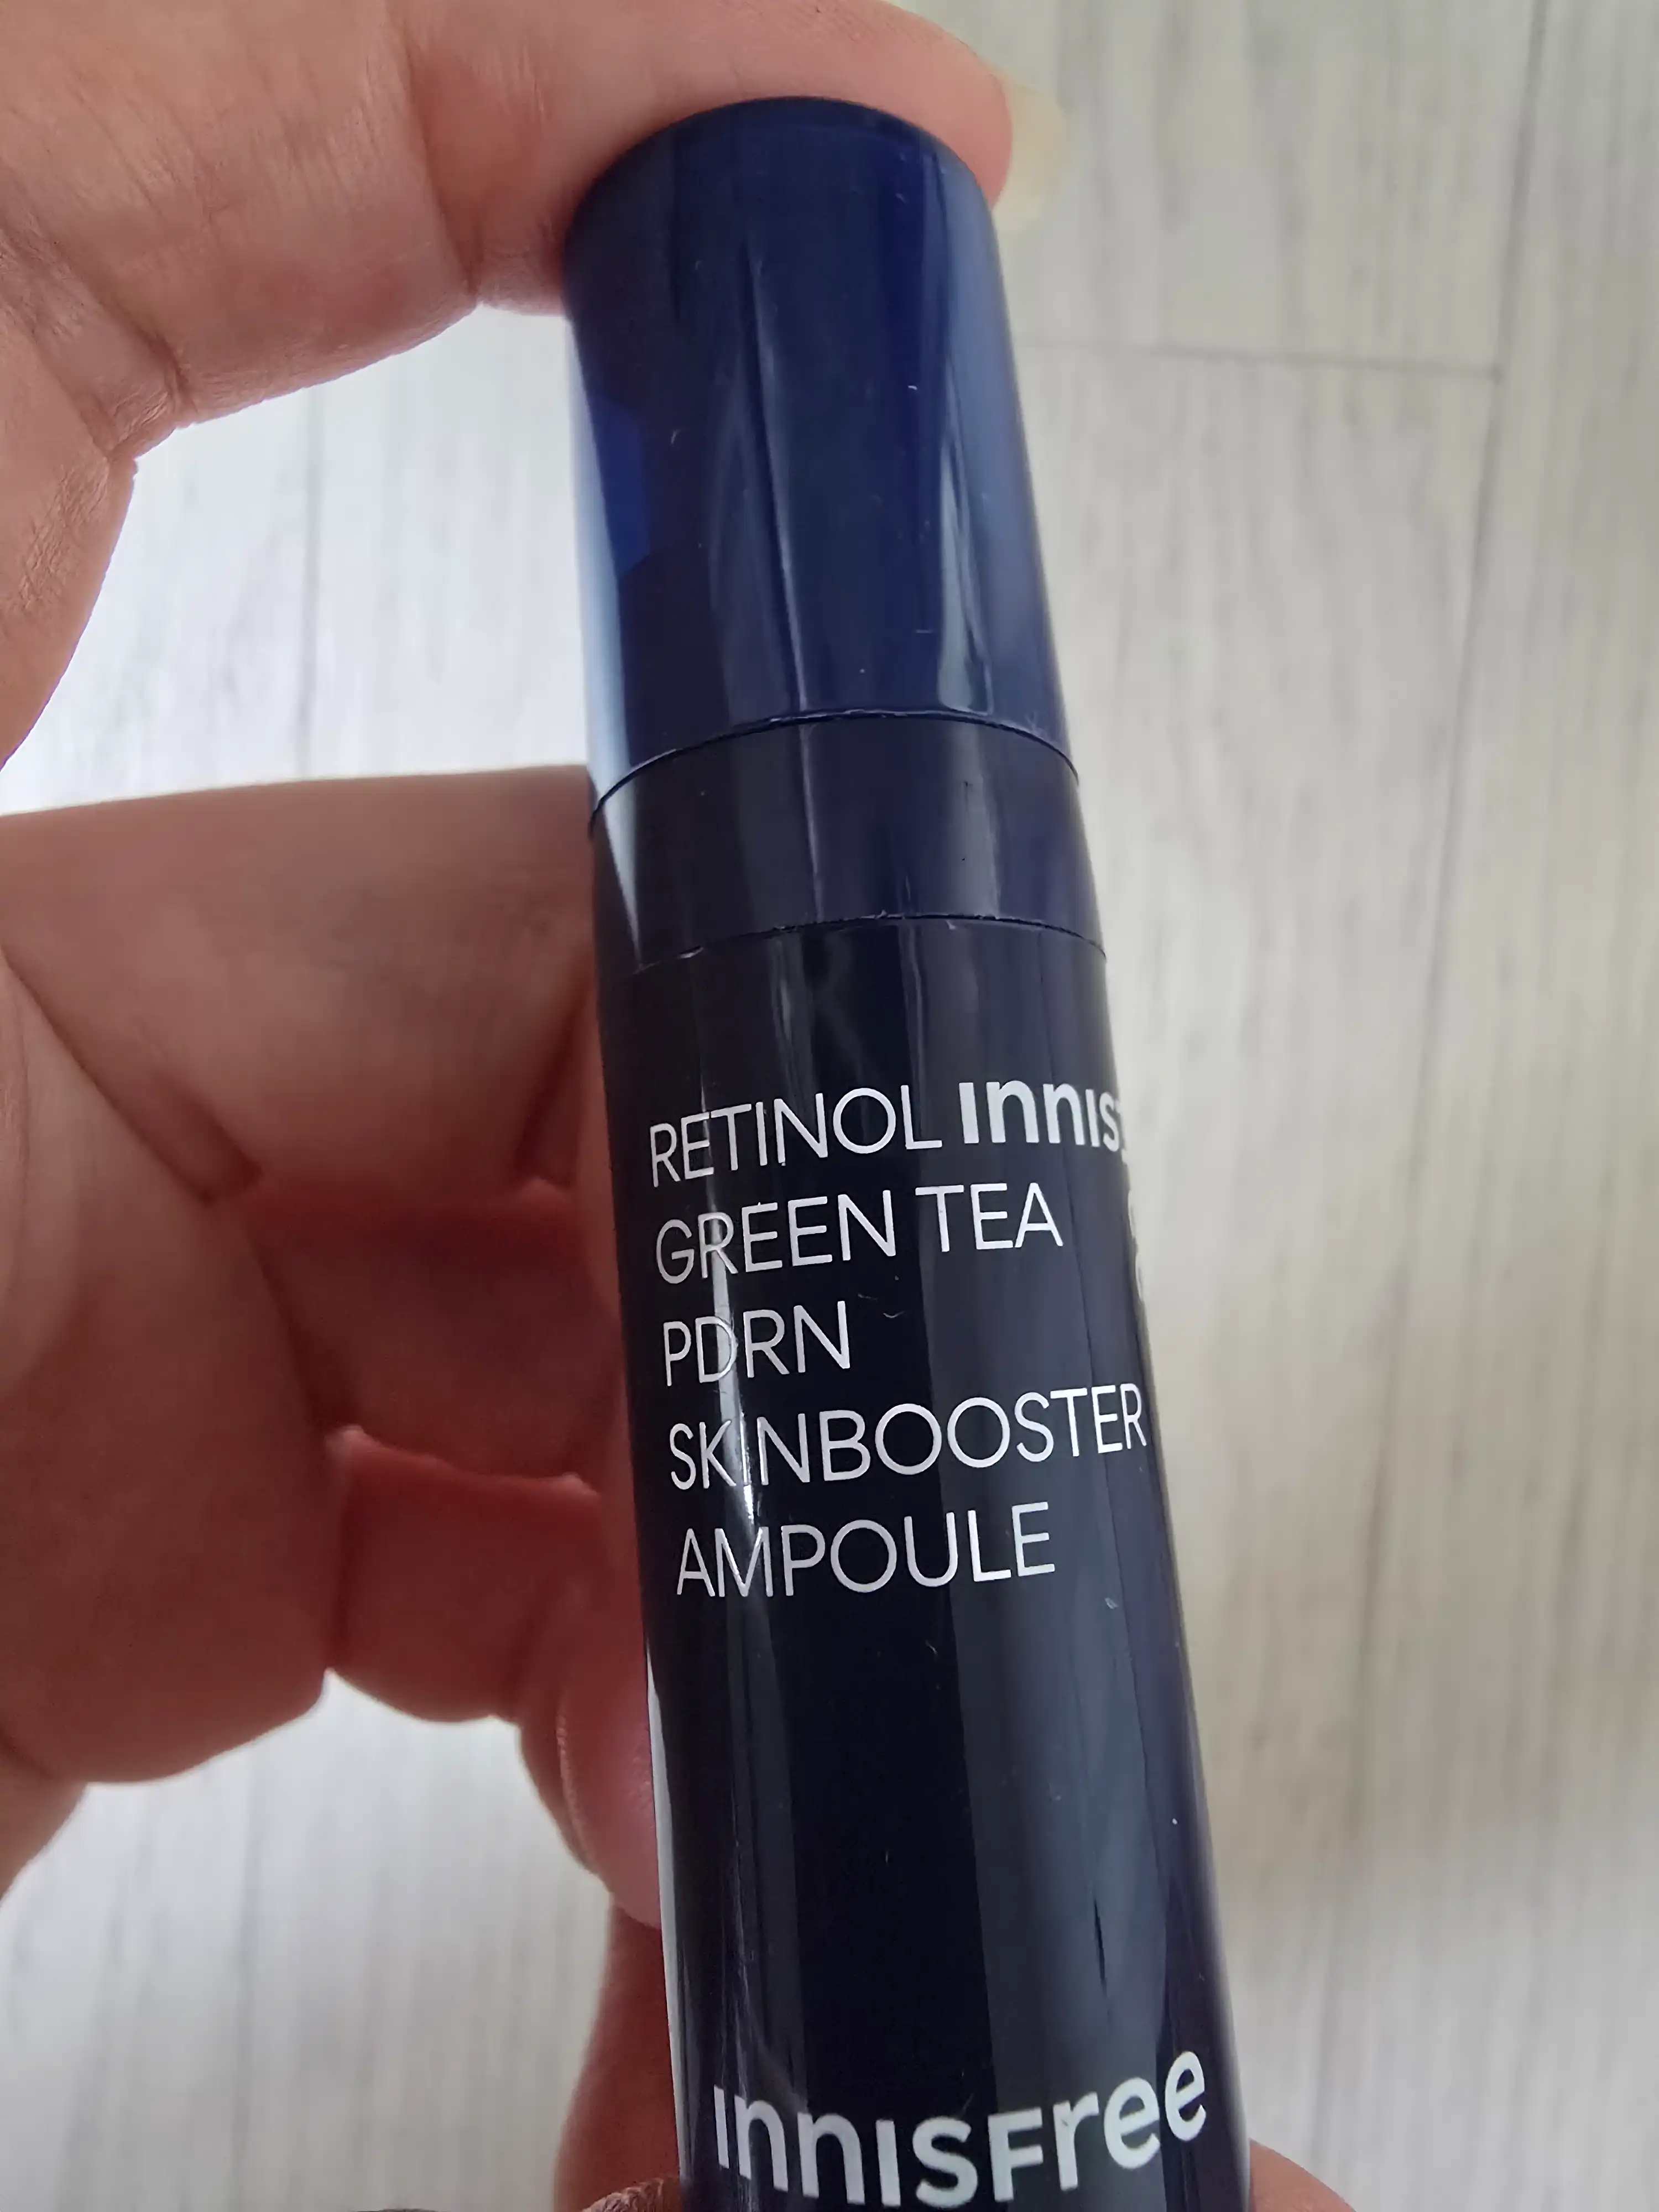 RETINOL
GREEN TEA
PDRN
SKINBOOSTER
AMPOULE
INNISFree